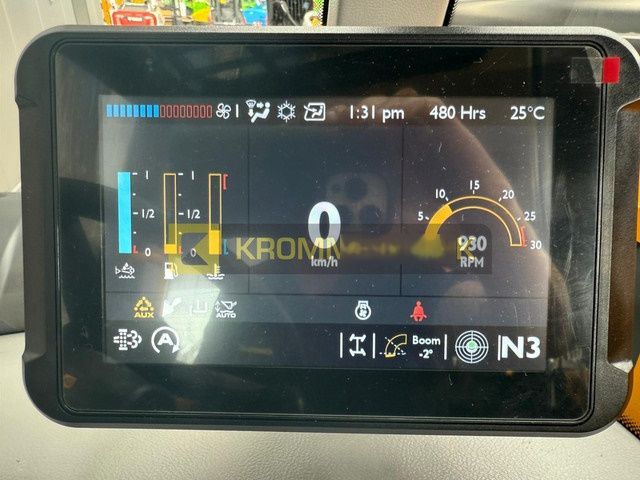 1 1:31 pm 480 Hrs 25°C
1 1 15
10 20
1/2 1/2 5 0 25
930
0 0 km/h RPM 30
AUX AUTO
A Boom N3
-2°